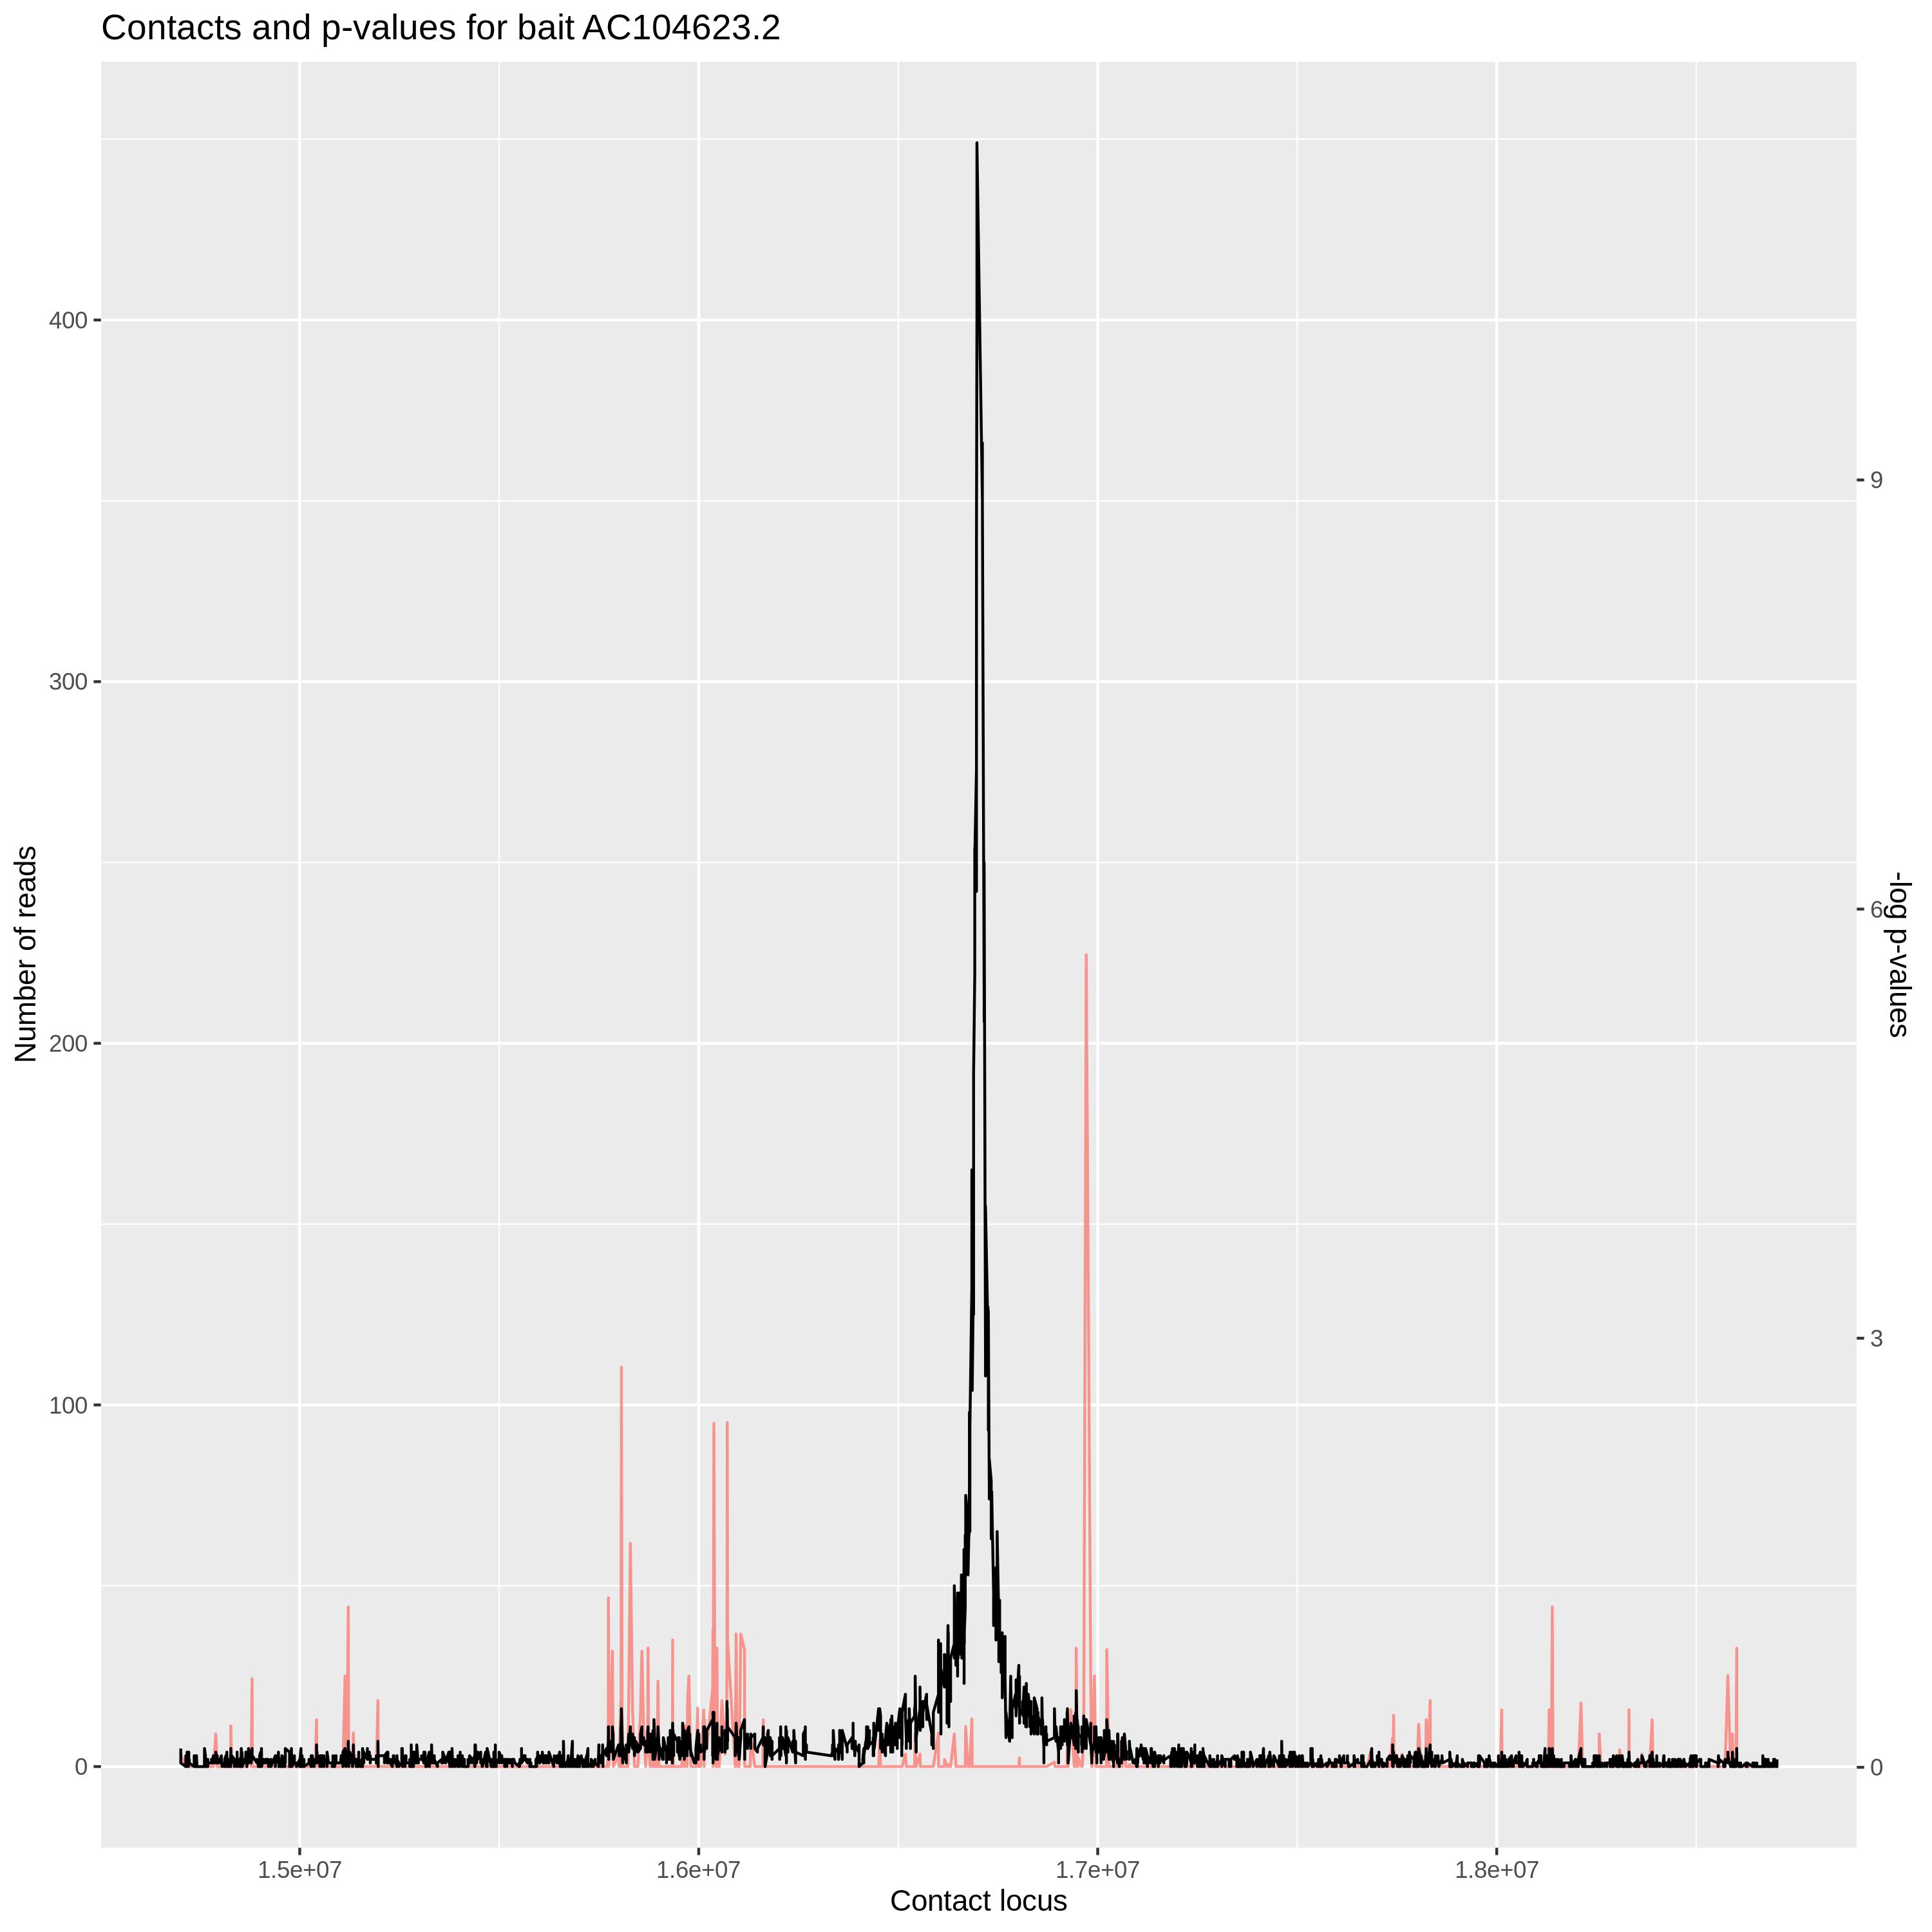 Contacts and p-values for bait AC104623.2
400
300
200
100
0
Number of reads
9
6
3
0
-log p-values
1.5e+07
1.6e+07
1.7e+07
1.8e+07
Contact locus